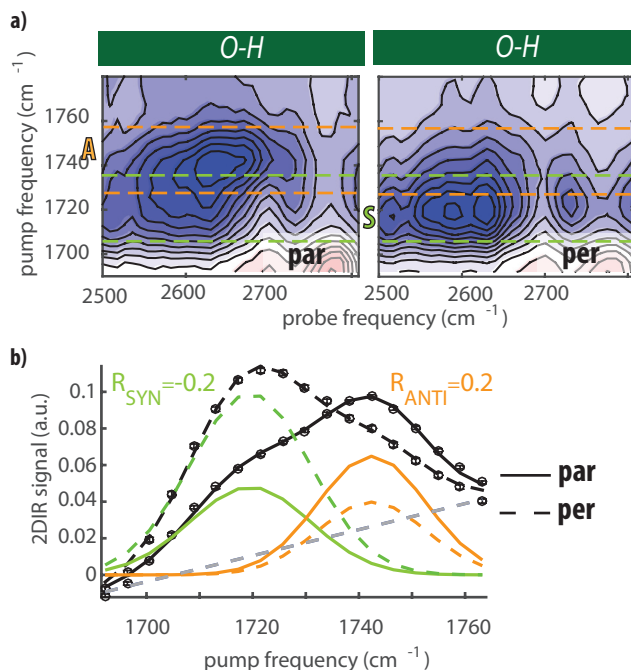 a)
O-H
O-H
pump frequency (cm -1)
1760
1740
1720
1700
A
S
par
per
2500
2600
2700
2500
2600
2700
probe frequency (cm -1)
b)
R SYN=-0.2
R ANTI=0.2
2DIR signal (a.u.)
0.1
0.08
0.06
0.04
0.02
0
par
per
1700
1720
1740
1760
pump frequency (cm -1)